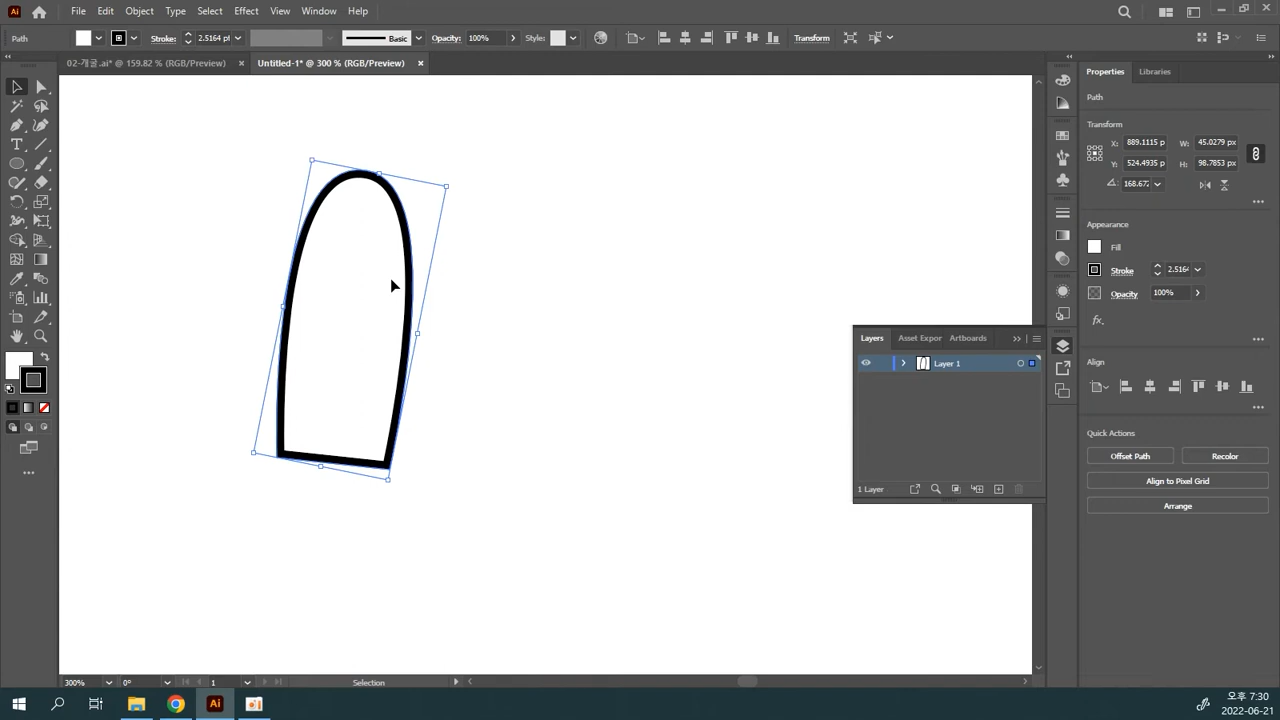 Ai File Edit Object Type Select Effect View Window Help
Path Stroke: 2.5164 pt Basic Opacity: 100% Style: Transform
02-개굴.ai* @ 159.82 % (RGB/Preview) × Untitled-1* @ 300 % (RGB/Preview) ×
Properties Libraries
Path
Transform
X: 889.1115 p W: 45.0279 px
Y: 524.4935 p H: 98.7853 px
168.672
Appearance
Fill
Stroke 2.5164
Opacity 100%
fx
Align
Quick Actions
Offset Path Recolor
Align to Pixel Grid
Arrange
Layers Asset Expor Artboards
Layer 1
1 Layer
300% 0° 1 Selection
Ai
오후 7:30
2022-06-21